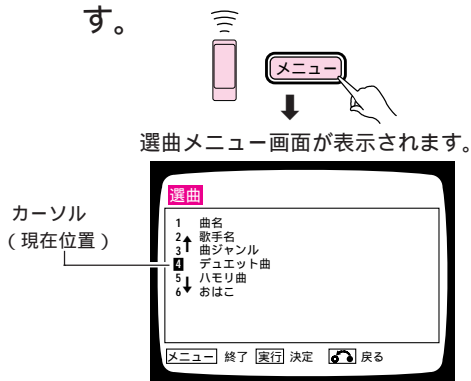 す。
メニュー
選曲メニュー画面が表示されます。
選曲
カーソル
(現在位置)
1 曲名
2 歌手名
3 曲ジャンル
4 デュエット曲
5 ハモリ曲
6 おはこ
メニュー 終了 実行 決定 戻る